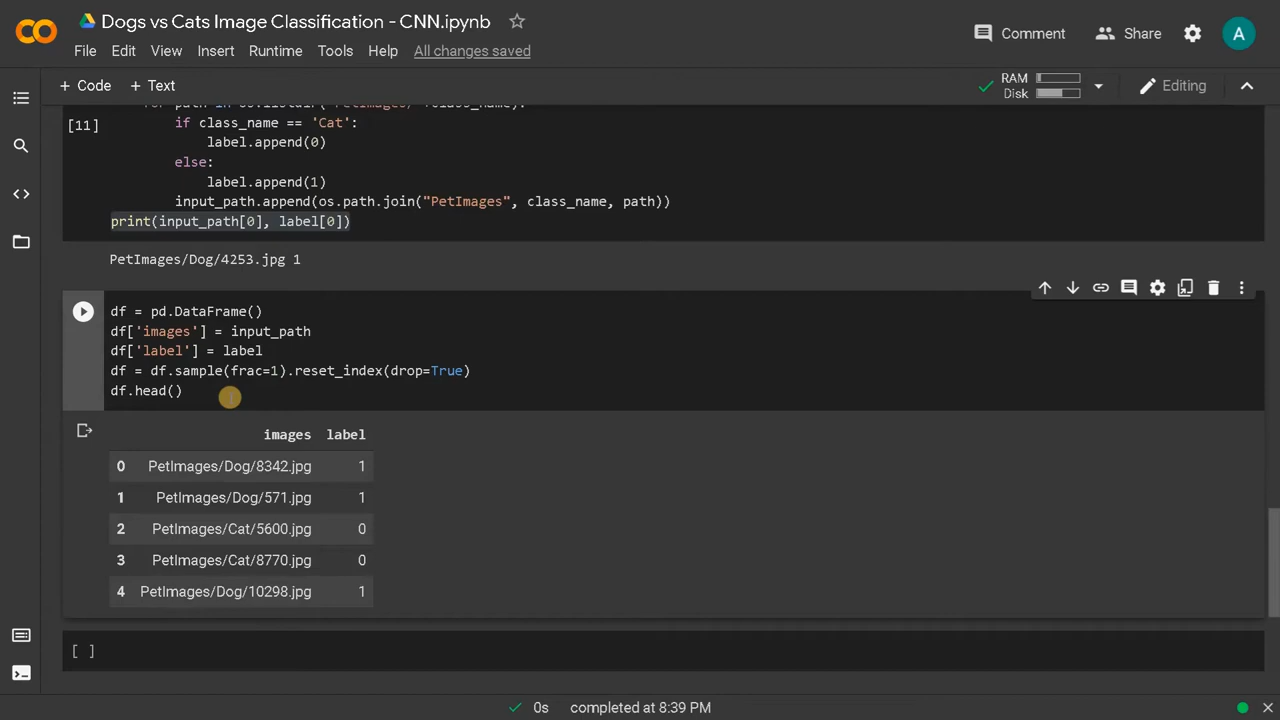 Dogs vs Cats Image Classification - CNN.ipynb
File Edit View Insert Runtime Tools Help All changes saved
Comment Share A
+ Code + Text
RAM
Disk
Editing
[11]
if class_name == 'Cat':
label.append(0)
else:
label.append(1)
input_path.append(os.path.join("PetImages", class_name, path))
print(input_path[0], label[0])
PetImages/Dog/4253.jpg 1
df = pd.DataFrame()
df['images'] = input_path
df['label'] = label
df = df.sample(frac=1).reset_index(drop=True)
df.head()
images label
0 PetImages/Dog/8342.jpg 1
1 PetImages/Dog/571.jpg 1
2 PetImages/Cat/5600.jpg 0
3 PetImages/Cat/8770.jpg 0
4 PetImages/Dog/10298.jpg 1
[ ]
0s completed at 8:39 PM